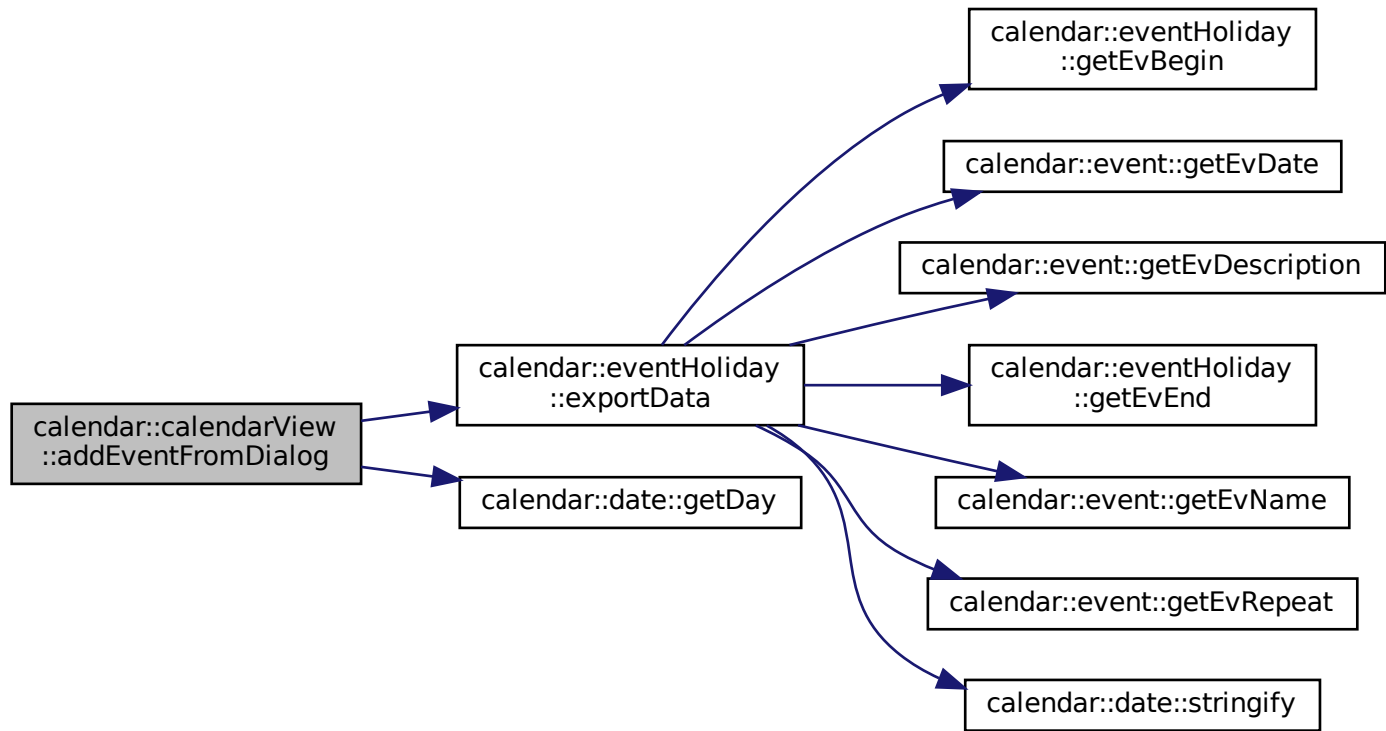 calendar::calendarView
::addEventFromDialog
calendar::eventHoliday
::exportData
calendar::date::getDay
calendar::eventHoliday
::getEvBegin
calendar::event::getEvDate
calendar::event::getEvDescription
calendar::eventHoliday
::getEvEnd
calendar::event::getEvName
calendar::event::getEvRepeat
calendar::date::stringify